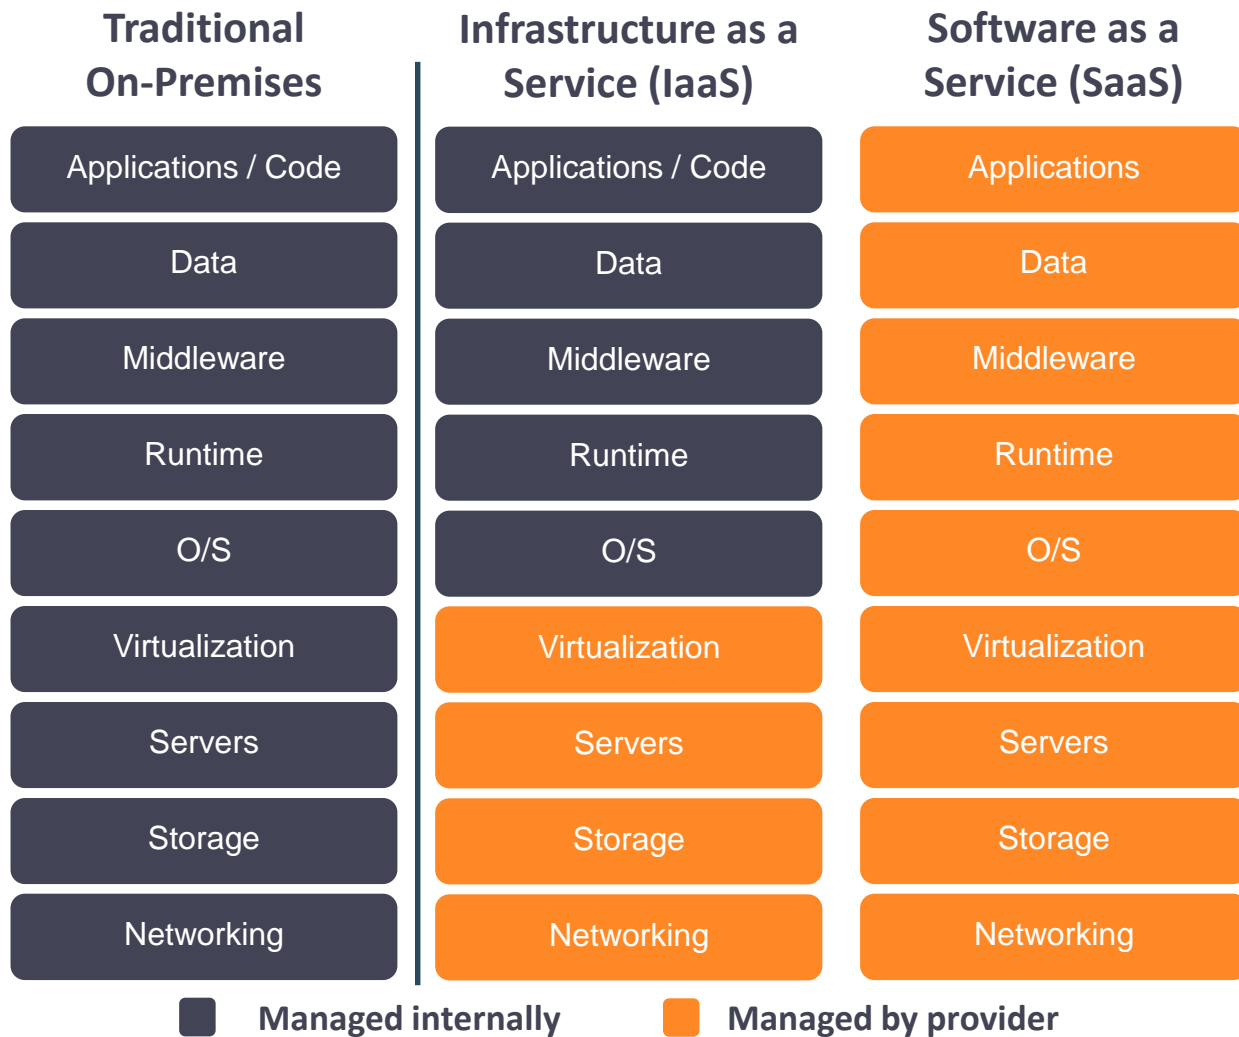 Traditional
On-Premises
Applications / Code
Data
Middleware
Runtime
O/S
Virtualization
Servers
Storage
Networking
Infrastructure as a
Service (IaaS)
Applications / Code
Data
Middleware
Runtime
O/S
Virtualization
Servers
Storage
Networking
Software as a
Service (SaaS)
Applications
Data
Middleware
Runtime
O/S
Virtualization
Servers
Storage
Networking
Managed internally
Managed by provider